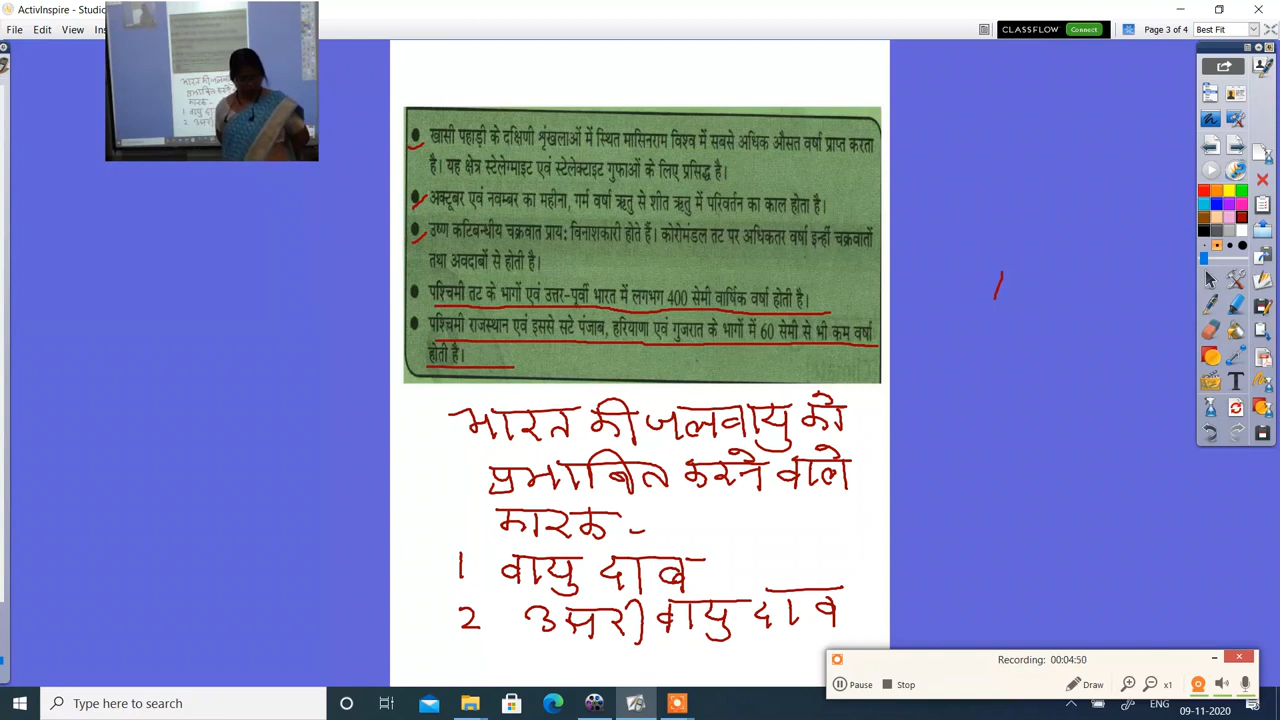 ActivInspire - Studio
File Edit View Ins
CLASSFLOW Connect
Page 3 of 4
Best Fit
खासी पहाड़ी के दक्षिणी शृंखलाओं में स्थित मासिनराम विश्व में सबसे अधिक औसत वर्षा प्राप्त करता
है। यह क्षेत्र स्टेलेग्माइट एवं स्टेलेक्टाइट गुफाओं के लिए प्रसिद्ध है।
अक्टूबर एवं नवम्बर का महीना, गर्म वर्षा ऋतु से शीत ऋतु में परिवर्तन का काल होता है।
उष्ण कटिबन्धीय चक्रवात प्राय: विनाशकारी होते हैं। कोरोमंडल तट पर अधिकतर वर्षा इन्हीं चक्रवातों
तथा अवदाबों से होती है।
पश्चिमी तट के भागों एवं उत्तर-पूर्वी भारत में लगभग 400 सेमी वार्षिक वर्षा होती है।
पश्चिमी राजस्थान एवं इससे सटे पंजाब, हरियाणा एवं गुजरात के भागों में 60 सेमी से भी कम वर्षा
होती है।
भारत की जलवायु को
प्रभावित करने वाले
कारक -
1 वायु दाब
2 वायु दाव
Recording: 00:04:50
Pause Stop Draw x1
Type here to search
ENG
09-11-2020